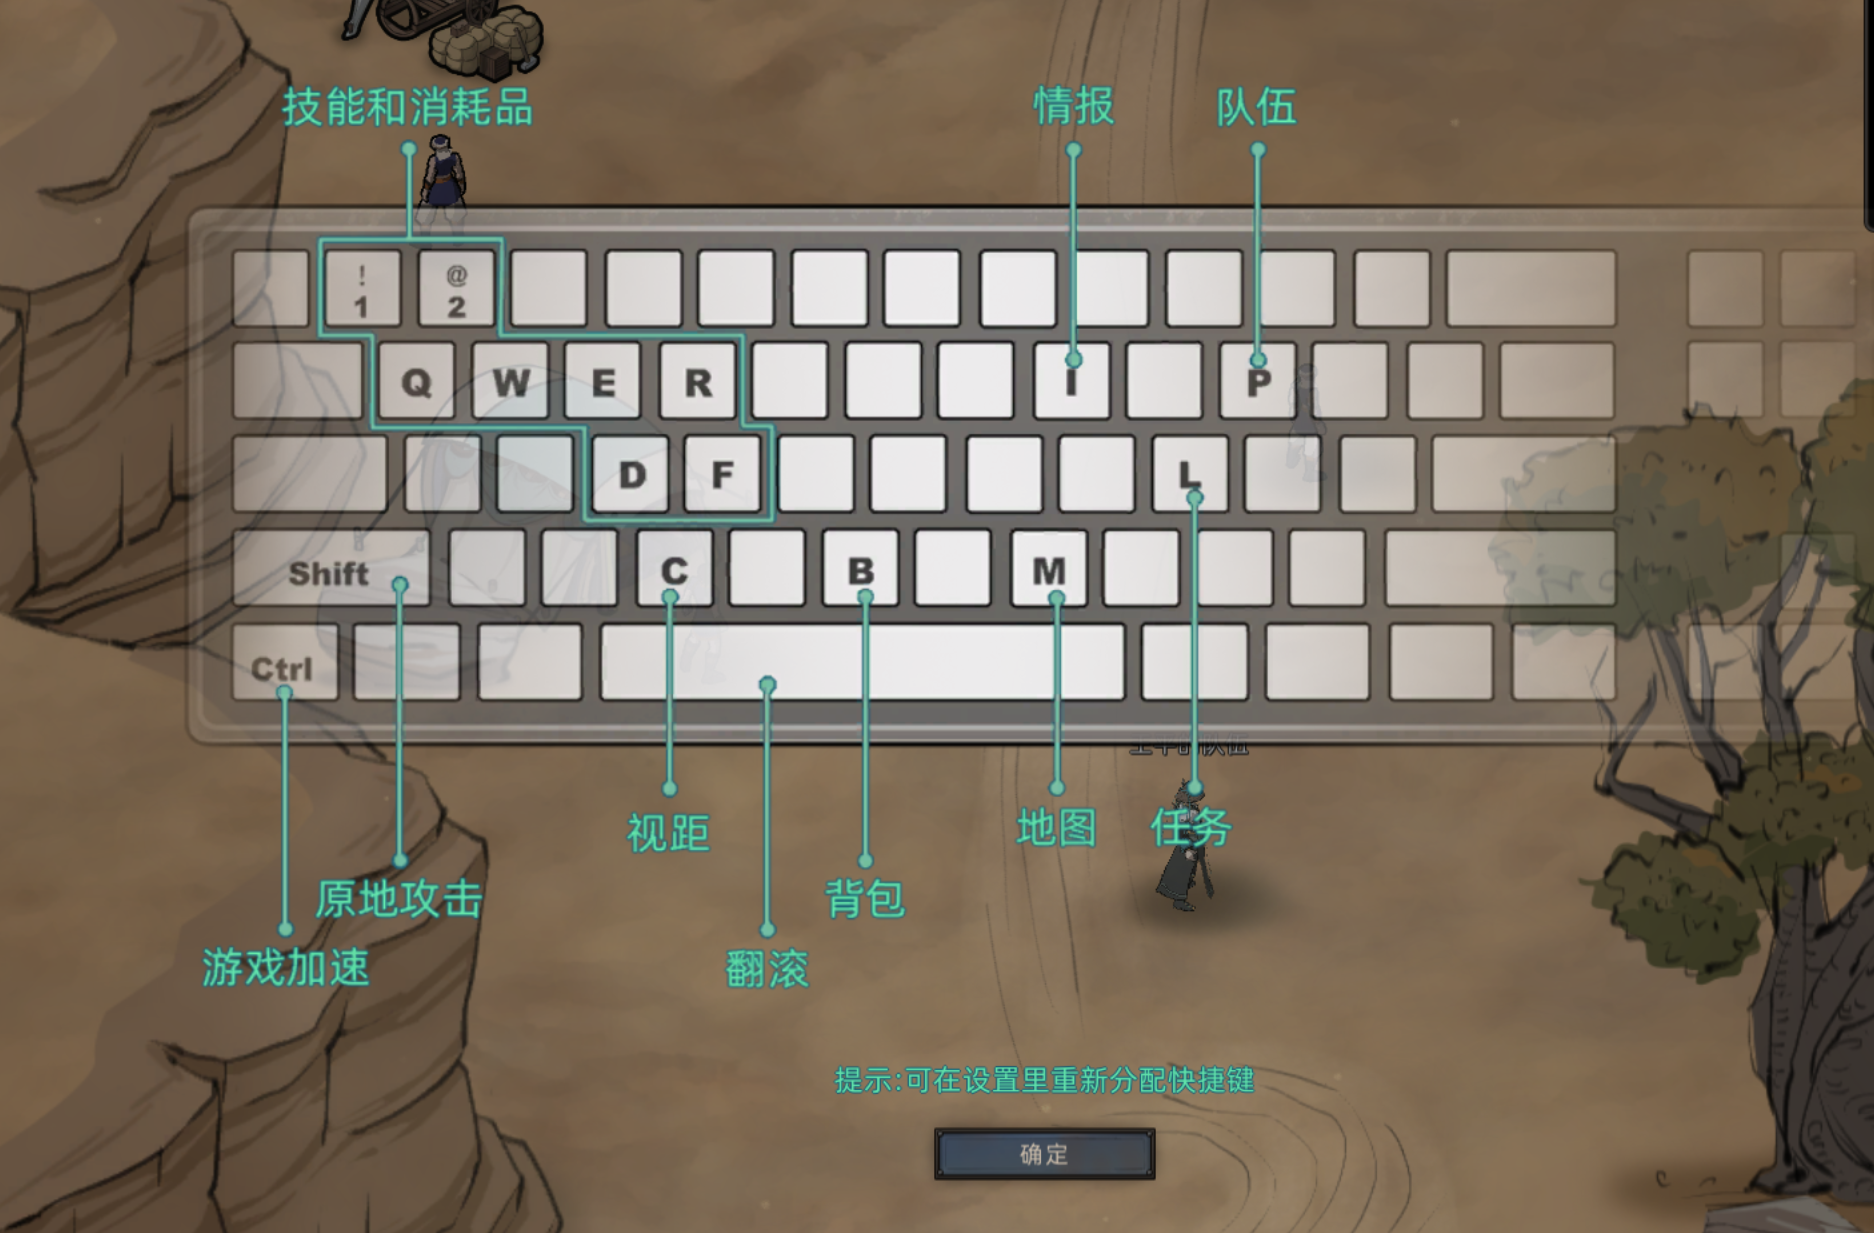 技能和消耗品
情报
队伍
!
1
@
2
Q W E R
I
P
D F
L
Shift
C
B
M
Ctrl
视距
地图
任务
原地攻击
背包
游戏加速
翻滚
提示:可在设置里重新分配快捷键
确定